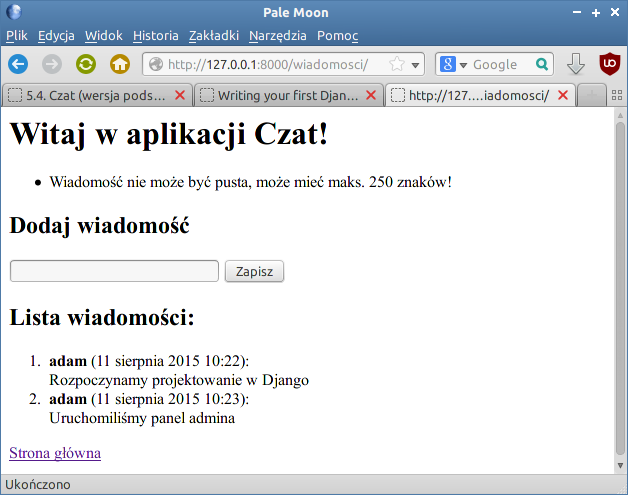 Pale Moon
Plik Edycja Widok Historia Zakładki Narzędzia Pomoc
http://127.0.0.1:8000/wiadomosci/ Google
5.4. Czat (wersja pods... Writing your first Djan... http://127....iadomosci/
Witaj w aplikacji Czat!
• Wiadomość nie może być pusta, może mieć maks. 250 znaków!
Dodaj wiadomość
Zapisz
Lista wiadomości:
1. adam (11 sierpnia 2015 10:22):
Rozpoczynamy projektowanie w Django
2. adam (11 sierpnia 2015 10:23):
Uruchomiliśmy panel admina
Strona główna
Ukończono